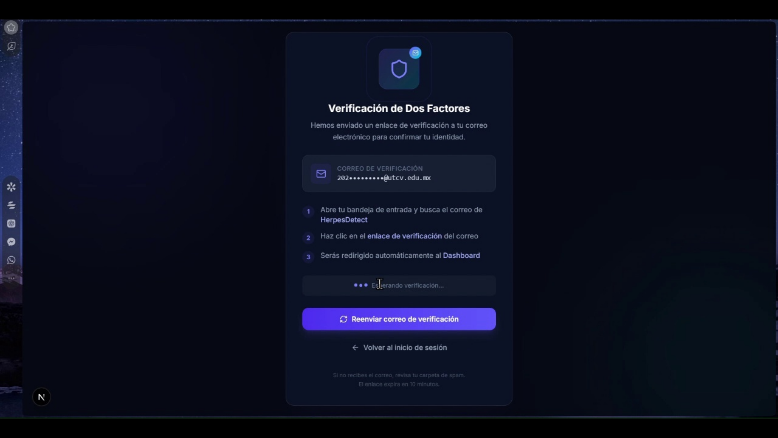 Verificación de Dos Factores
Hemos enviado un enlace de verificación a tu correo
electrónico para confirmar tu identidad.
CORREO DE VERIFICACIÓN
202•••••••••@utcv.edu.mx
1 Abre tu bandeja de entrada y busca el correo de
HerpesDetect
2 Haz clic en el enlace de verificación del correo
3 Serás redirigido automáticamente al Dashboard
Esperando verificación...
Reenviar correo de verificación
← Volver al inicio de sesión
Si no recibes el correo, revisa tu carpeta de spam.
El enlace expira en 10 minutos.
N